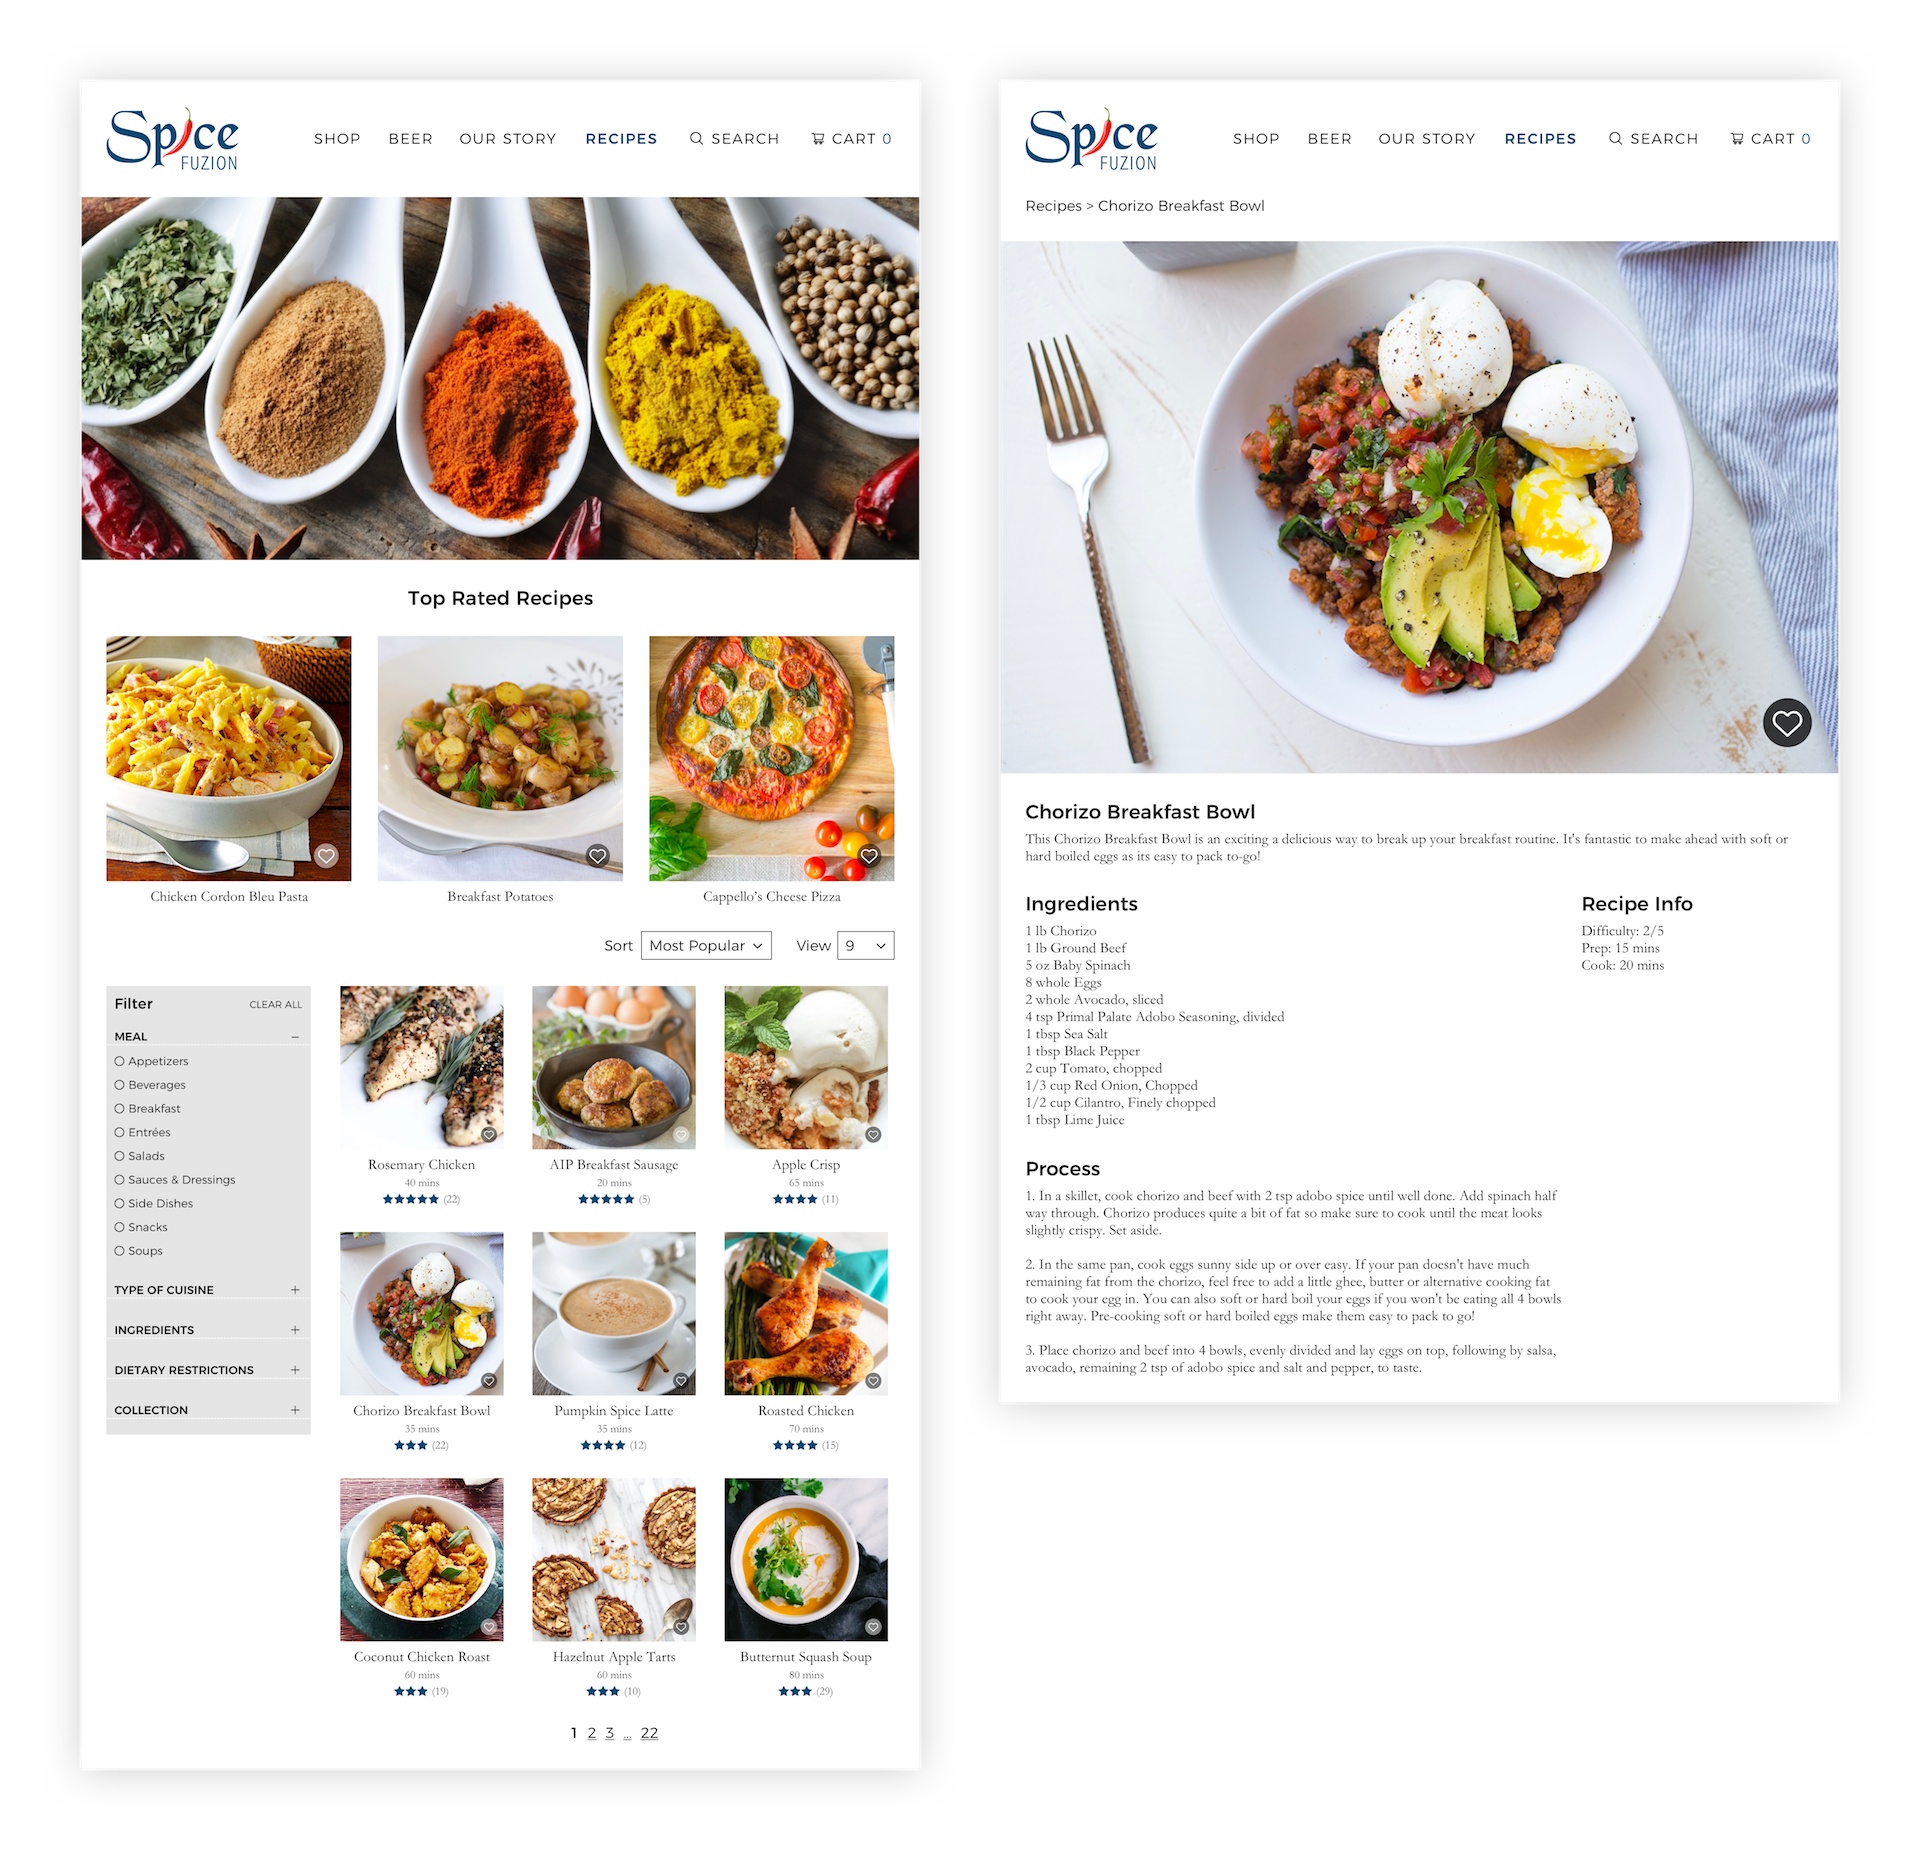 Spice
FUZION
SHOP BEER OUR STORY RECIPES SEARCH CART 0
Top Rated Recipes
Chicken Cordon Bleu Pasta
Breakfast Potatoes
Cappello's Cheese Pizza
Sort Most Popular View 9
Filter CLEAR ALL
MEAL –
Appetizers
Beverages
Breakfast
Entrées
Salads
Sauces & Dressings
Side Dishes
Snacks
Soups
TYPE OF CUISINE +
INGREDIENTS +
DIETARY RESTRICTIONS +
COLLECTION +
Rosemary Chicken
40 mins
★★★★★ (22)
AIP Breakfast Sausage
20 mins
★★★★★ (5)
Apple Crisp
65 mins
★★★★ (11)
Chorizo Breakfast Bowl
35 mins
★★★ (22)
Pumpkin Spice Latte
35 mins
★★★★ (12)
Roasted Chicken
70 mins
★★★★ (15)
Coconut Chicken Roast
60 mins
★★★ (19)
Hazelnut Apple Tarts
60 mins
★★★ (10)
Butternut Squash Soup
80 mins
★★★ (29)
1 2 3 ... 22
Spice
FUZION
SHOP BEER OUR STORY RECIPES SEARCH CART 0
Recipes > Chorizo Breakfast Bowl
Chorizo Breakfast Bowl
This Chorizo Breakfast Bowl is an exciting a delicious way to break up your breakfast routine. It's fantastic to make ahead with soft or
hard boiled eggs as its easy to pack to-go!
Ingredients
1 lb Chorizo
1 lb Ground Beef
5 oz Baby Spinach
8 whole Eggs
2 whole Avocado, sliced
4 tsp Primal Palate Adobo Seasoning, divided
1 tbsp Sea Salt
1 tbsp Black Pepper
2 cup Tomato, chopped
1/3 cup Red Onion, Chopped
1/2 cup Cilantro, Finely chopped
1 tbsp Lime Juice
Recipe Info
Difficulty: 2/5
Prep: 15 mins
Cook: 20 mins
Process
1. In a skillet, cook chorizo and beef with 2 tsp adobo spice until well done. Add spinach half
way through. Chorizo produces quite a bit of fat so make sure to cook until the meat looks
slightly crispy. Set aside.
2. In the same pan, cook eggs sunny side up or over easy. If your pan doesn't have much
remaining fat from the chorizo, feel free to add a little ghee, butter or alternative cooking fat
to cook your egg in. You can also soft or hard boil your eggs if you won't be eating all 4 bowls
right away. Pre-cooking soft or hard boiled eggs make them easy to pack to go!
3. Place chorizo and beef into 4 bowls, evenly divided and lay eggs on top, following by salsa,
avocado, remaining 2 tsp of adobo spice and salt and pepper, to taste.